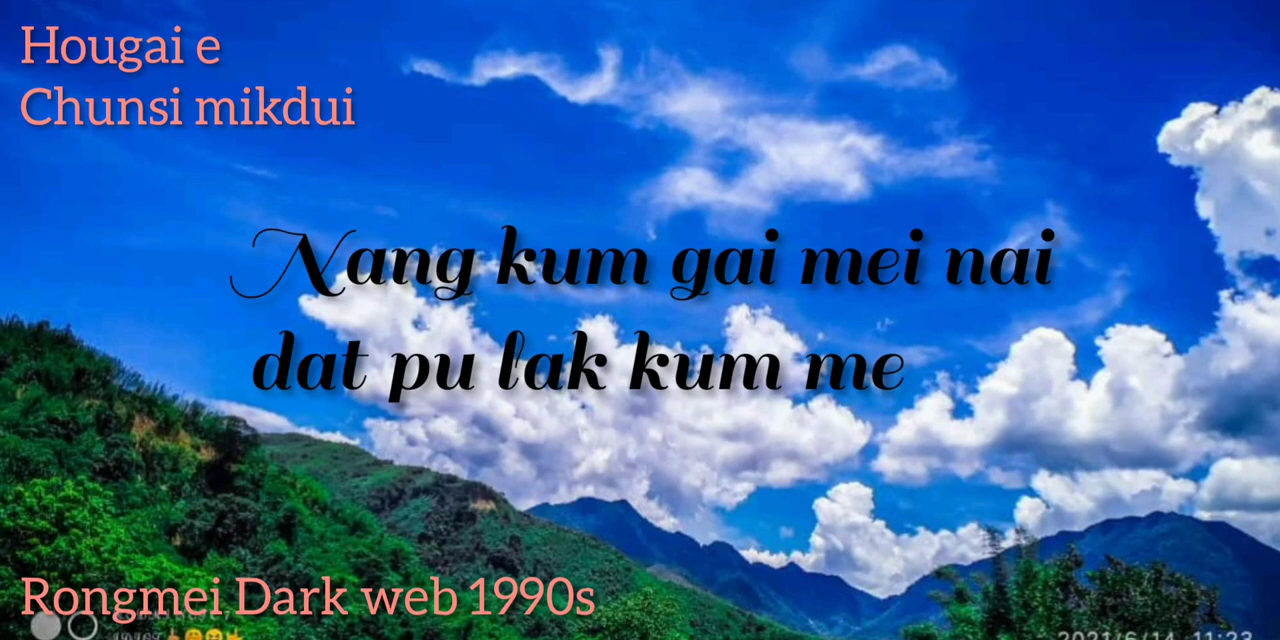 Hougai e
Chunsi mikdui
Nang kum gai mei nai
dat pu lak kum me
Rongmei Dark web 1990s